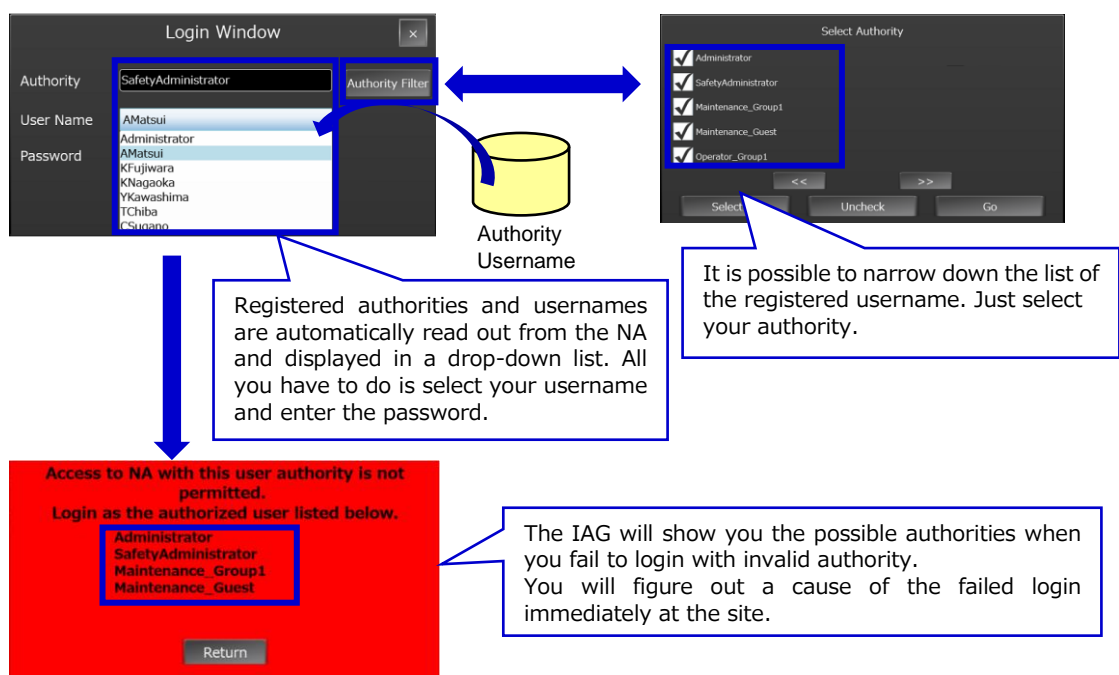 Login Window
×
Authority
SafetyAdministrator
Authority Filter
User Name
AMatsui
Administrator
AMatsui
KFujiwara
KNagaoka
YKawashima
TChiba
CSugano
Password
Authority
Username
Select Authority
Administrator
SafetyAdministrator
Maintenance_Group1
Maintenance_Guest
Operator_Group1
<< >>
Select Uncheck Go
Registered authorities and usernames
are automatically read out from the NA
and displayed in a drop-down list. All
you have to do is select your username
and enter the password.
It is possible to narrow down the list of
the registered username. Just select
your authority.
Access to NA with this user authority is not
permitted.
Login as the authorized user listed below.
Administrator
SafetyAdministrator
Maintenance_Group1
Maintenance_Guest
Return
The IAG will show you the possible authorities when
you fail to login with invalid authority.
You will figure out a cause of the failed login
immediately at the site.